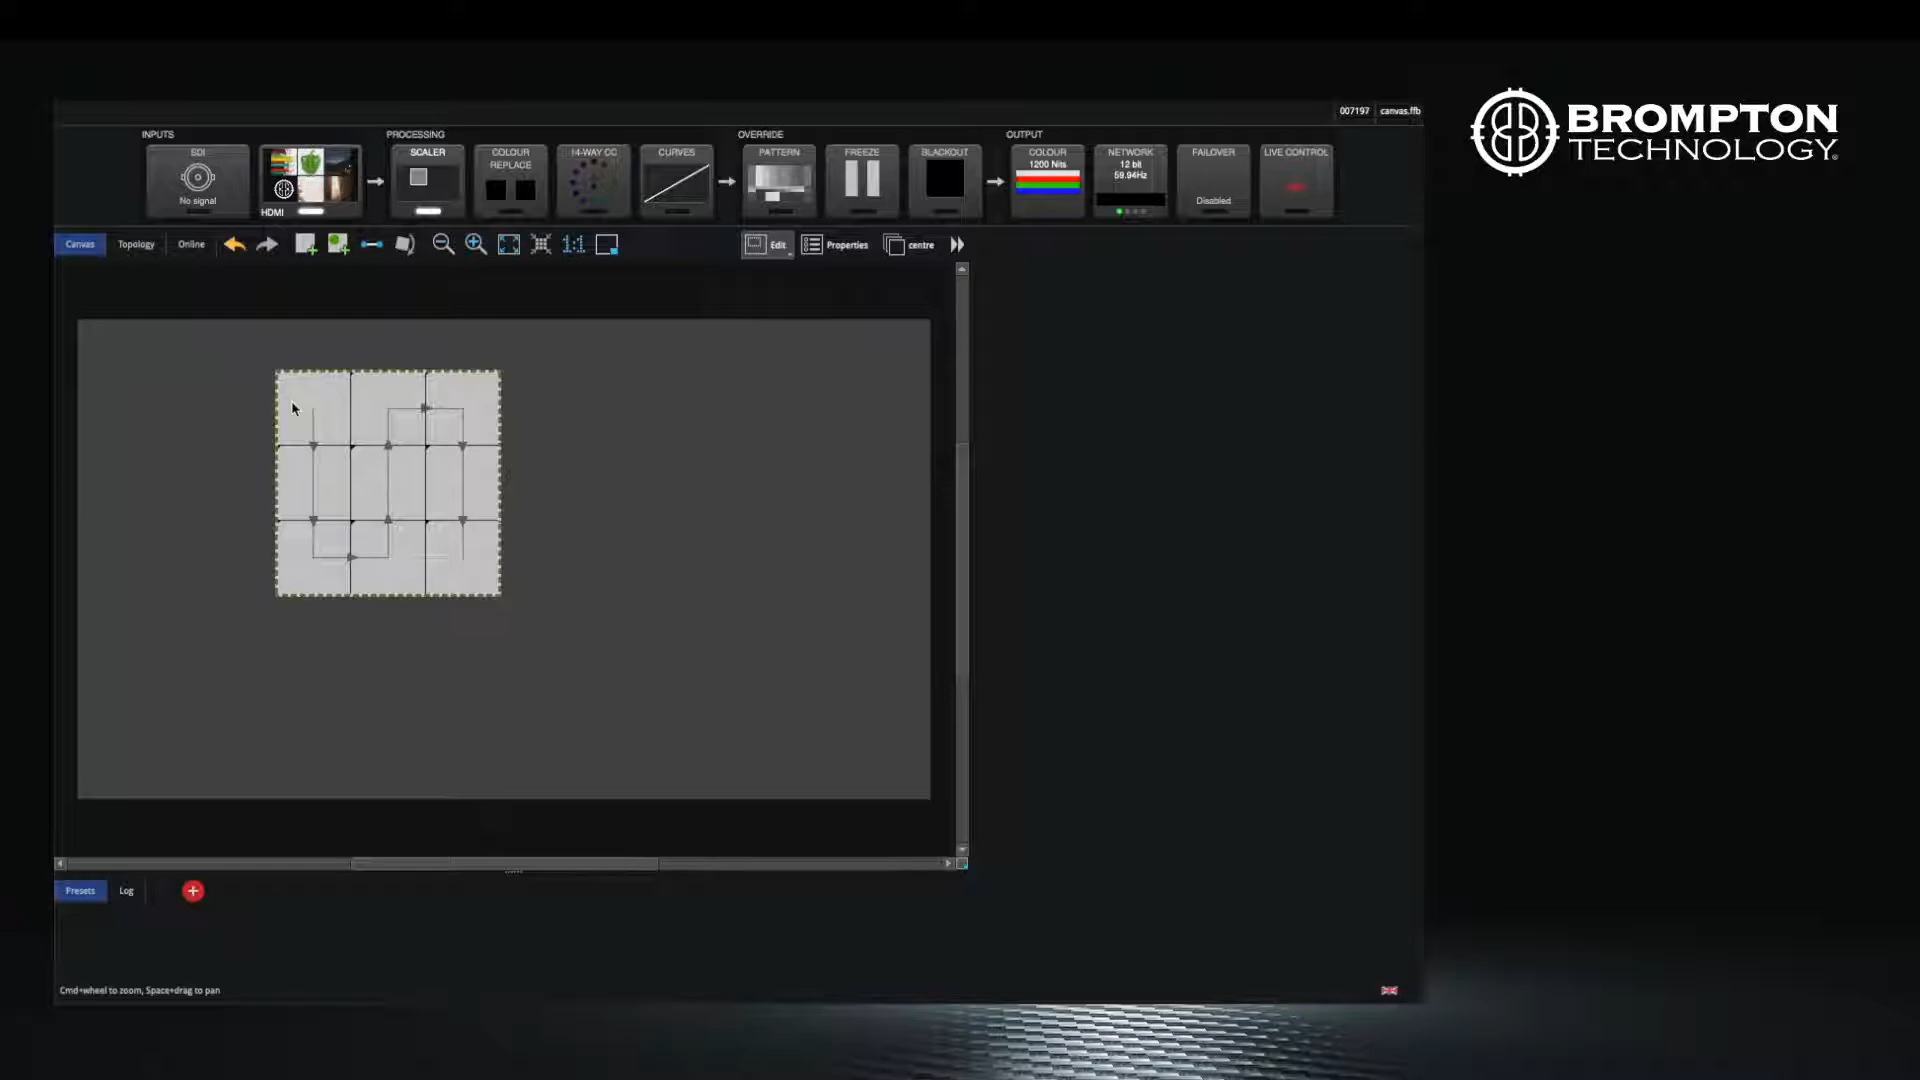 BROMPTON
TECHNOLOGY®
007197 canvas.ffb
INPUTS PROCESSING OVERRIDE OUTPUT
SDI
No signal
HDMI
SCALER
COLOUR
REPLACE
14-WAY CC
CURVES
PATTERN
FREEZE
BLACKOUT
COLOUR
1200 Nits
NETWORK
12 bit
59.94Hz
FAILOVER
Disabled
LIVE CONTROL
Canvas Topology Online 1:1 Edit Properties centre
Presets Log
Cmd+wheel to zoom, Space+drag to pan